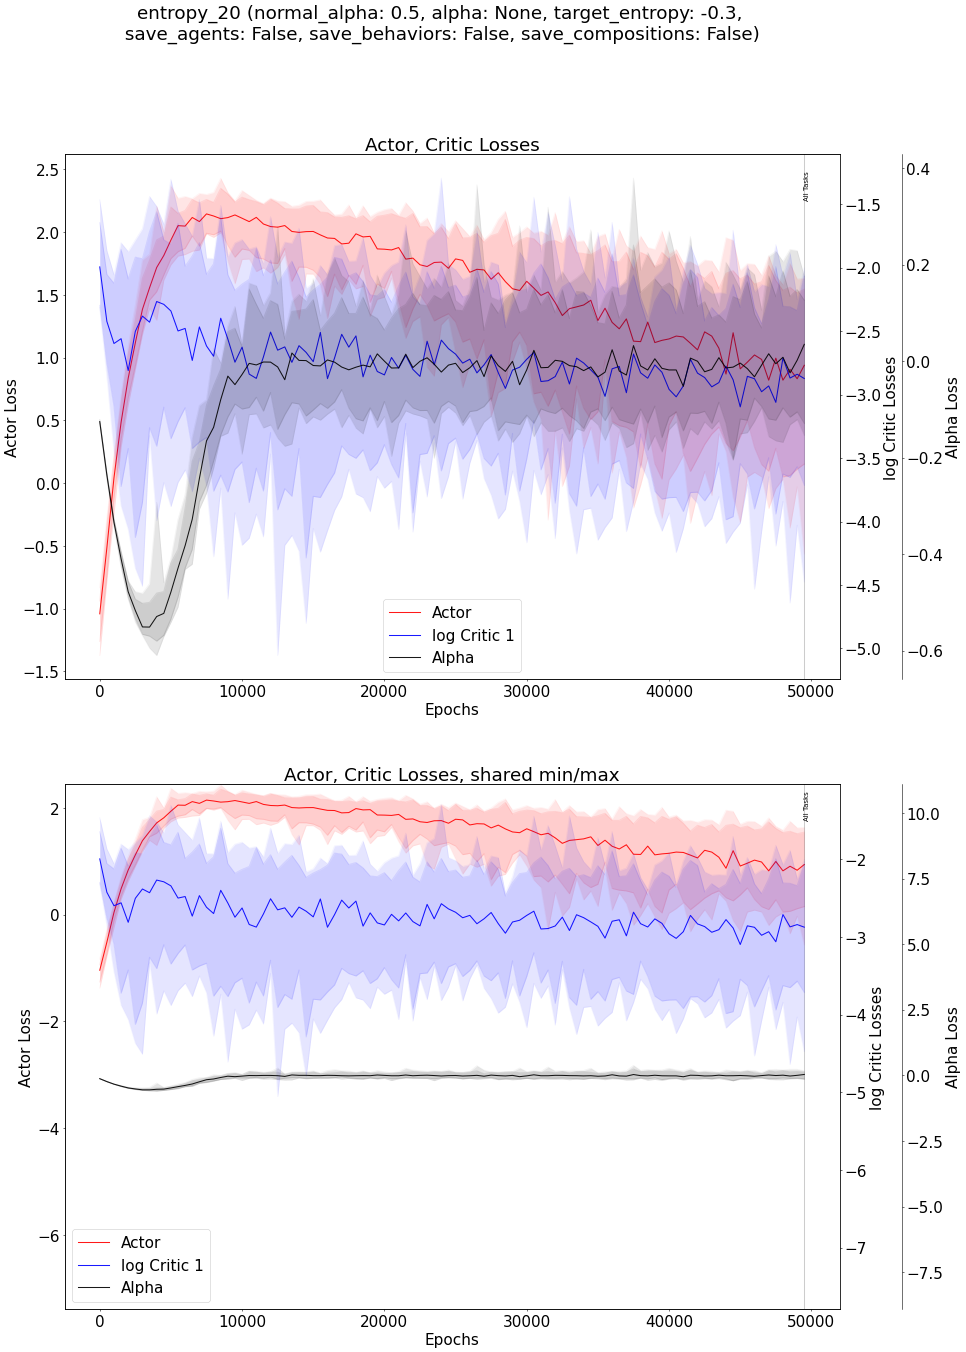 entropy_20 (normal_alpha: 0.5, alpha: None, target_entropy: -0.3,
save_agents: False, save_behaviors: False, save_compositions: False)
Actor, Critic Losses
2.5
2.0
1.5
1.0
0.5
0.0
−0.5
−1.0
−1.5
Actor Loss
−1.5
−2.0
−2.5
−3.0
−3.5
−4.0
−4.5
−5.0
log Critic Losses
0.4
0.2
0.0
−0.2
−0.4
−0.6
Alpha Loss
All Tasks
Actor
log Critic 1
Alpha
0
10000
20000
30000
40000
50000
Epochs
Actor, Critic Losses, shared min/max
2
0
−2
−4
−6
Actor Loss
−2
−3
−4
−5
−6
−7
log Critic Losses
10.0
7.5
5.0
2.5
0.0
−2.5
−5.0
−7.5
Alpha Loss
All Tasks
Actor
log Critic 1
Alpha
0
10000
20000
30000
40000
50000
Epochs